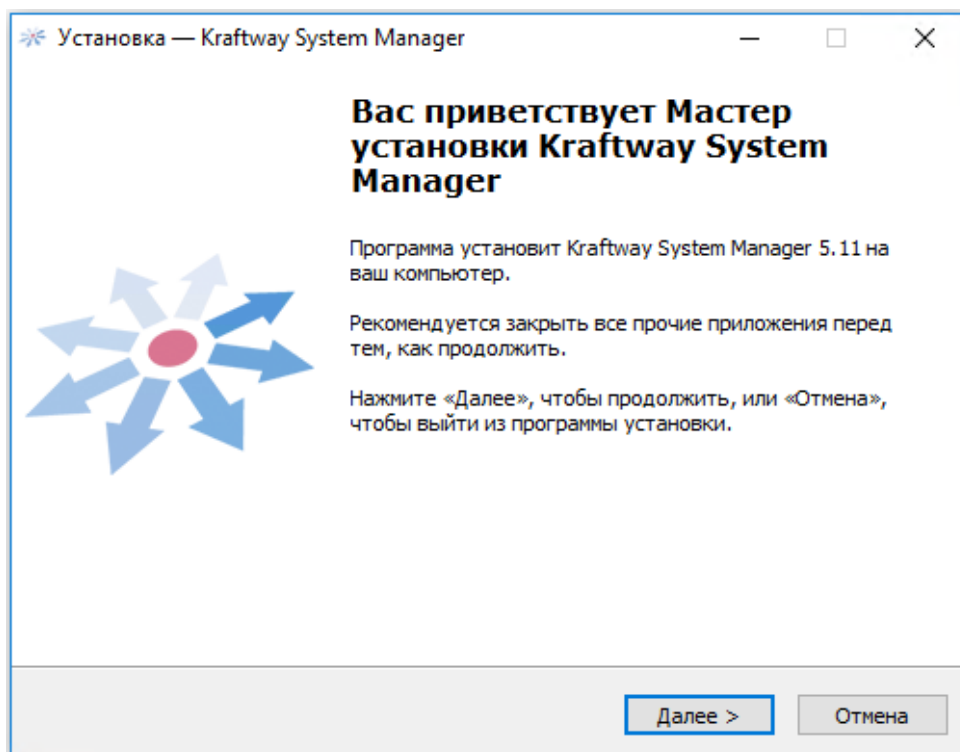 Установка — Kraftway System Manager
Вас приветствует Мастер
установки Kraftway System
Manager
Программа установит Kraftway System Manager 5.11 на
ваш компьютер.
Рекомендуется закрыть все прочие приложения перед
тем, как продолжить.
Нажмите «Далее», чтобы продолжить, или «Отмена»,
чтобы выйти из программы установки.
Далее >
Отмена